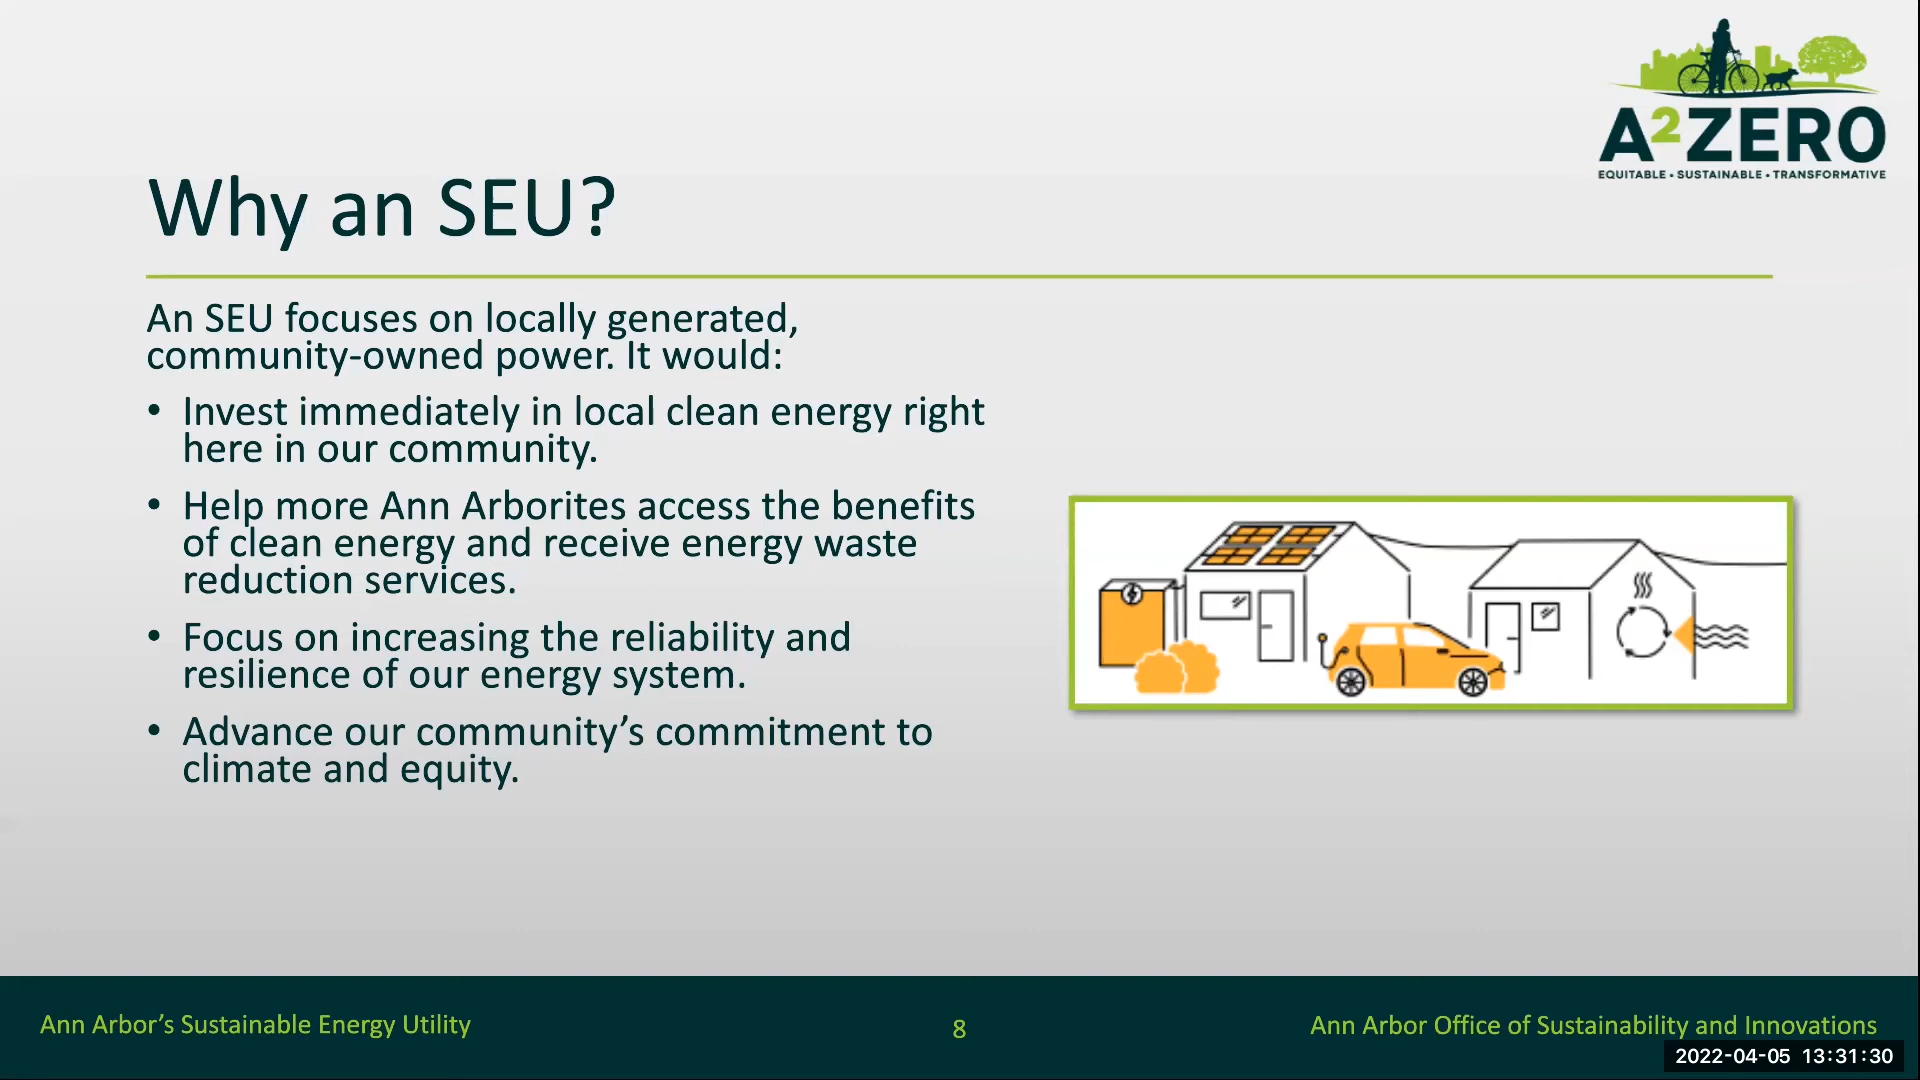 A²ZERO
EQUITABLE • SUSTAINABLE • TRANSFORMATIVE
Why an SEU?
An SEU focuses on locally generated,
community-owned power. It would:
• Invest immediately in local clean energy right
here in our community.
• Help more Ann Arborites access the benefits
of clean energy and receive energy waste
reduction services.
• Focus on increasing the reliability and
resilience of our energy system.
• Advance our community’s commitment to
climate and equity.
Ann Arbor’s Sustainable Energy Utility
8
Ann Arbor Office of Sustainability and Innovations
2022-04-05 13:31:30